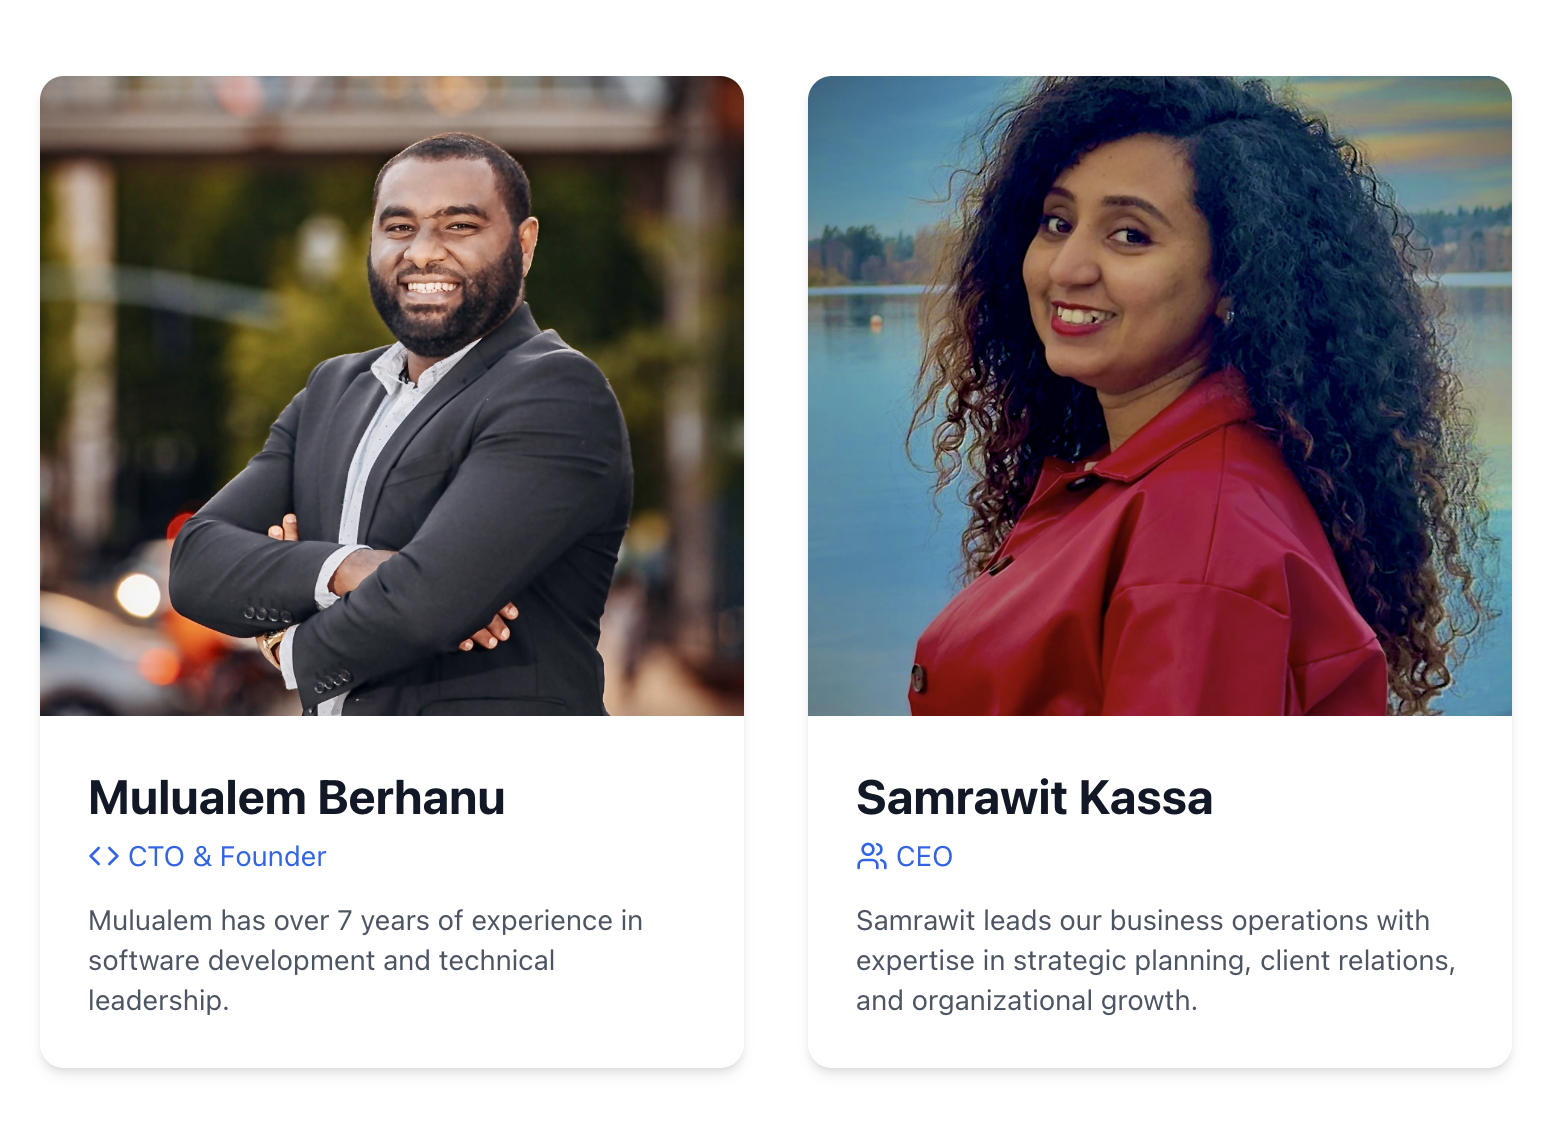 Mulualem Berhanu
CTO & Founder
Mulualem has over 7 years of experience in
software development and technical
leadership.
Samrawit Kassa
CEO
Samrawit leads our business operations with
expertise in strategic planning, client relations,
and organizational growth.